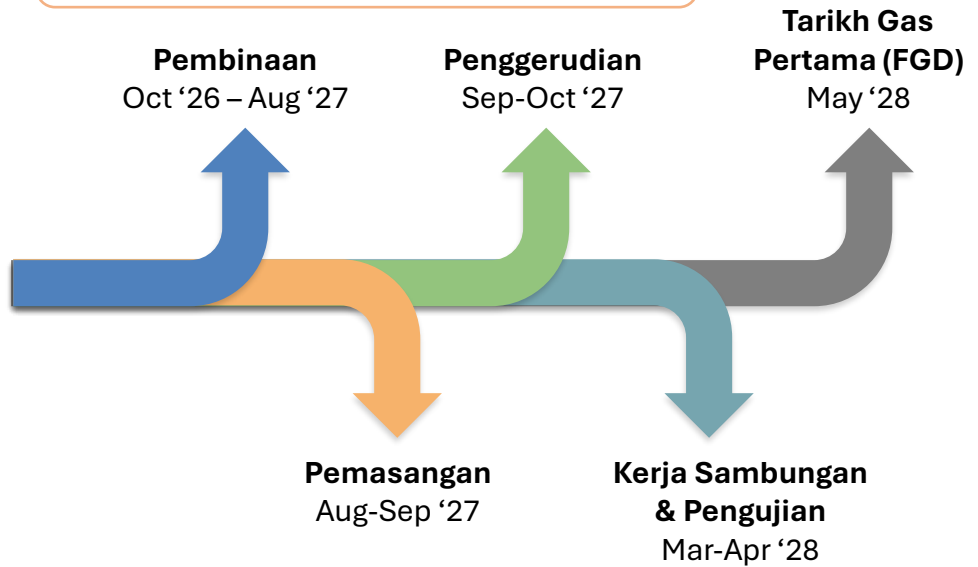 Pembinaan
Oct ‘26 – Aug ‘27
Penggerudian
Sep-Oct ‘27
Tarikh Gas
Pertama (FGD)
May ‘28
Pemasangan
Aug-Sep ‘27
Kerja Sambungan
& Pengujian
Mar-Apr ‘28